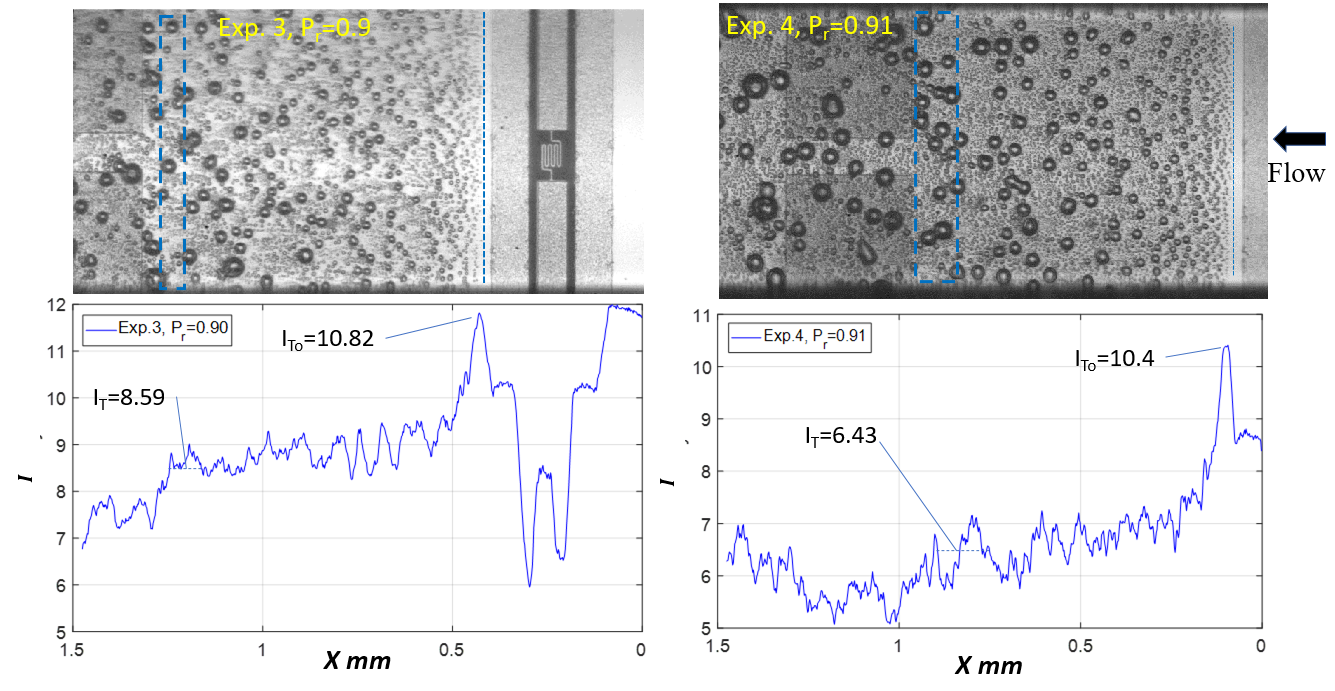 Exp. 3, Pr=0.9
Exp. 4, Pr=0.91
Flow
12
11
10
9
8
7
6
5
I
Exp.3, Pr=0.90
ITo=10.82
IT=8.59
1.5
1
0.5
0
X mm
11
10
9
8
7
6
5
I
Exp.4, Pr=0.91
ITo=10.4
IT=6.43
1.5
1
0.5
0
X mm